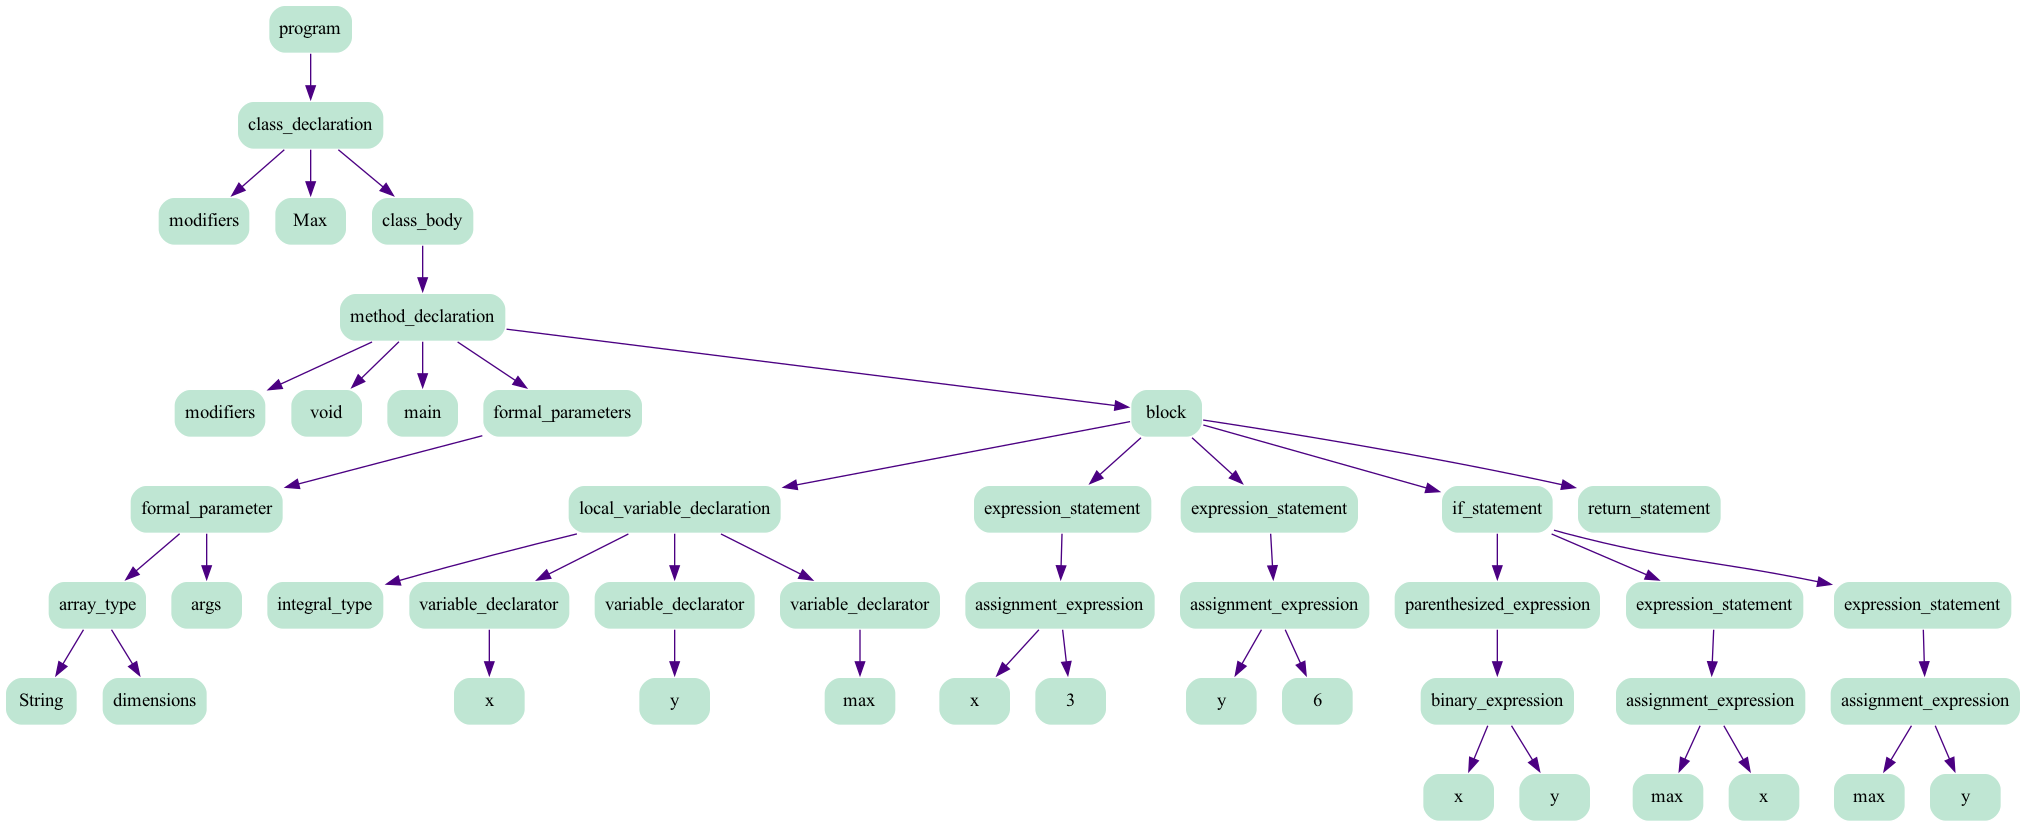 program
class_declaration
modifiers
Max
class_body
method_declaration
modifiers
void
main
formal_parameters
block
formal_parameter
local_variable_declaration
expression_statement
expression_statement
if_statement
return_statement
array_type
args
integral_type
variable_declarator
variable_declarator
variable_declarator
assignment_expression
assignment_expression
parenthesized_expression
expression_statement
expression_statement
String
dimensions
x
y
max
x
3
y
6
binary_expression
assignment_expression
assignment_expression
x
y
max
x
max
y